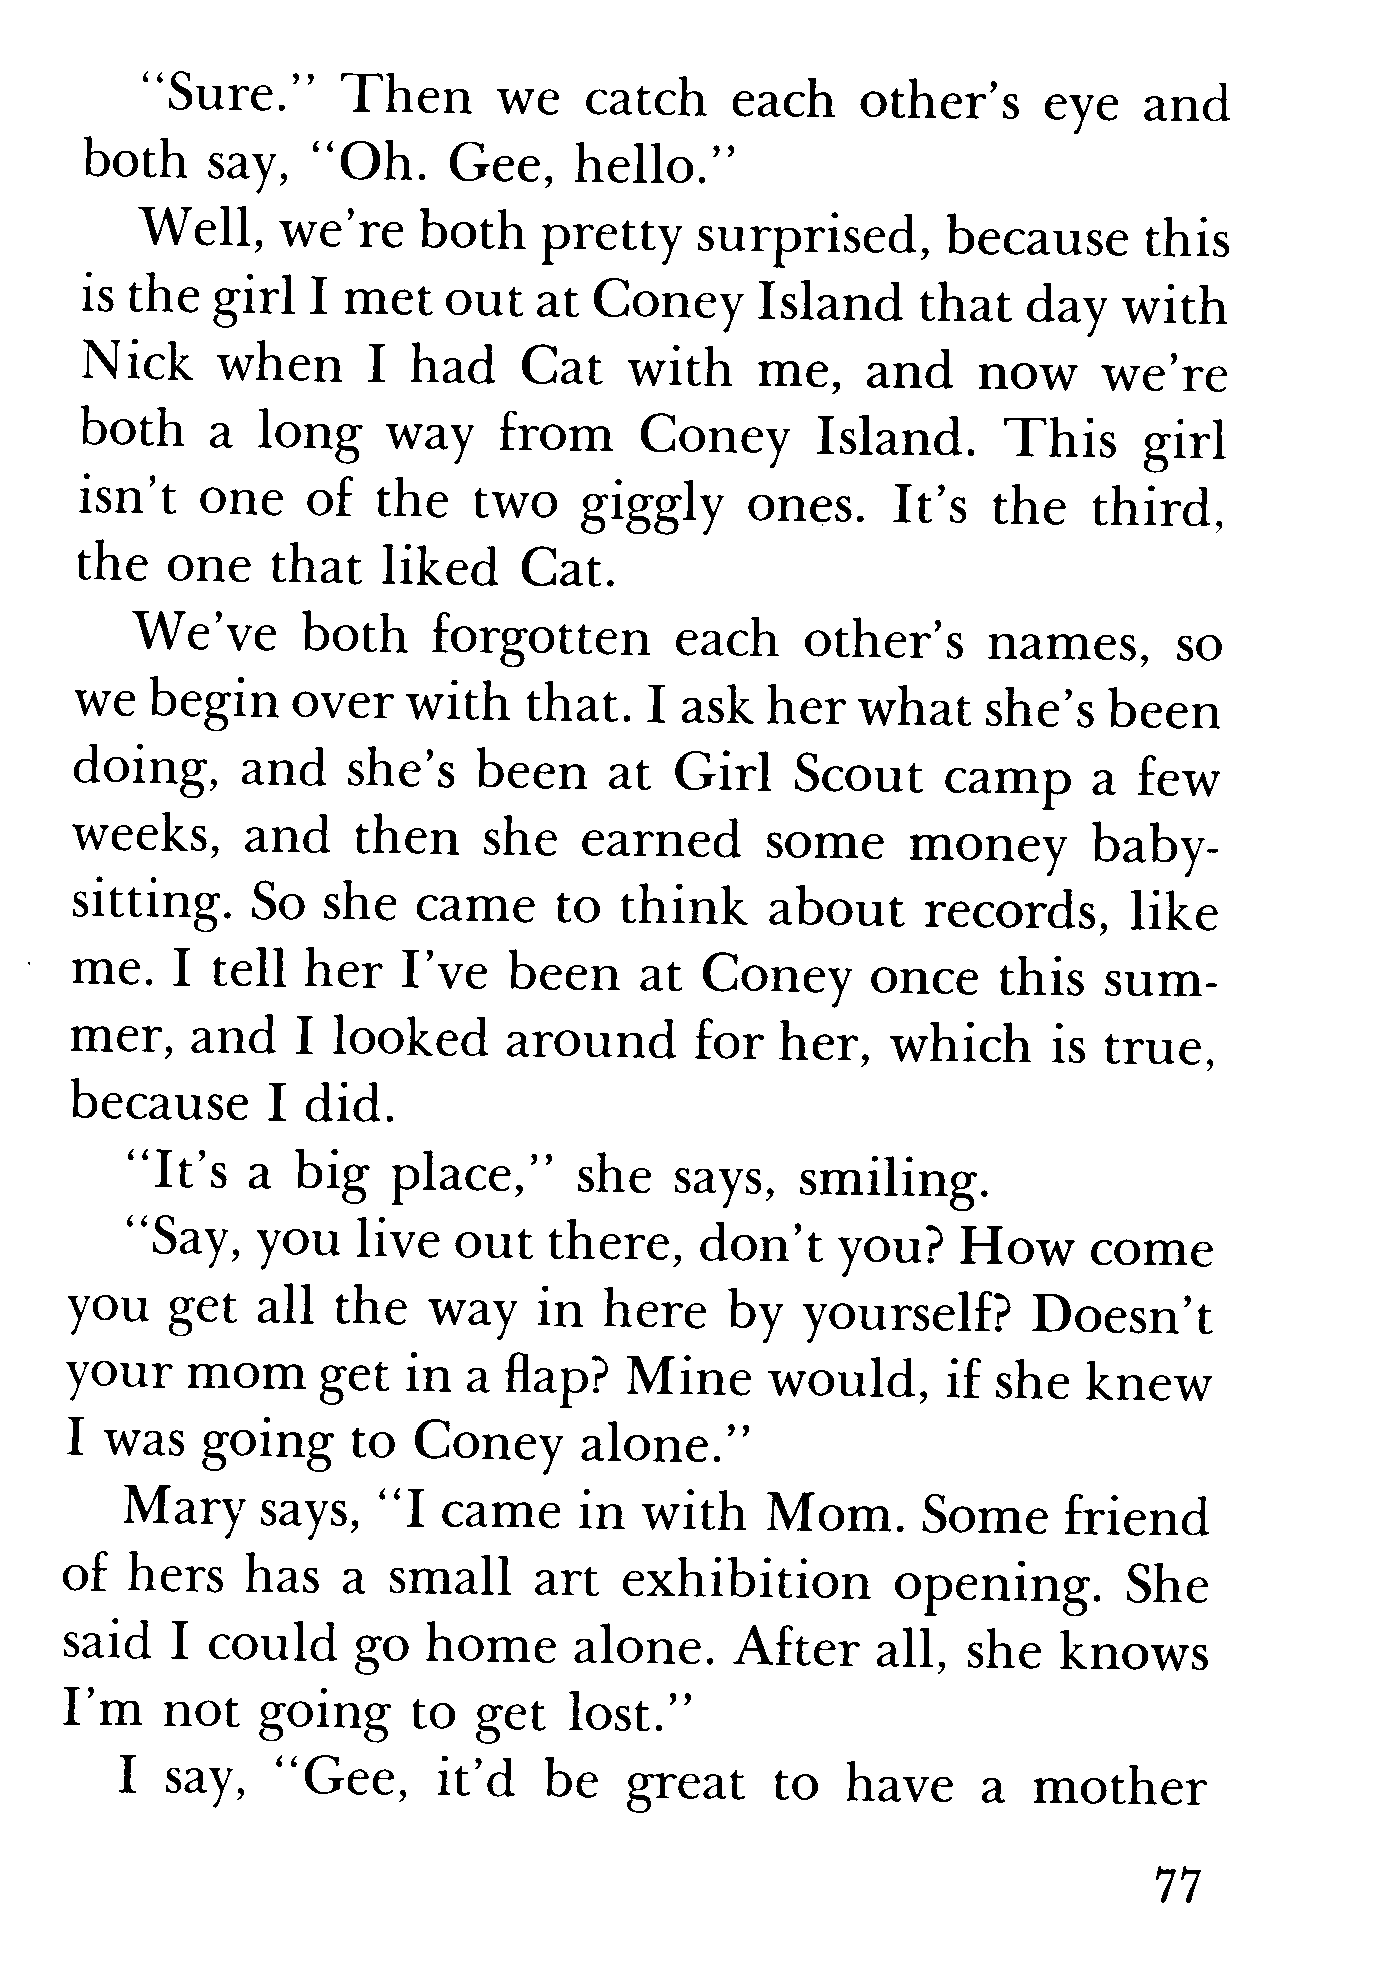 “Sure.” Then we catch each other’s eye and
both say, “Oh. Gee, hello.”
Well, we’re both pretty surprised, because this
is the girl I met out at Coney Island that day with
Nick when I had Cat with me, and now we’re
both a long way from Coney Island. This girl
isn’t one of the two giggly ones. It’s the third,
the one that liked Cat.
We’ve both forgotten each other’s names, so
we begin over with that. I ask her what she’s been
doing, and she’s been at Girl Scout camp a few
weeks, and then she earned some money baby-
sitting. So she came to think about records, like
me. I tell her I’ve been at Coney once this sum-
mer, and I looked around for her, which is true,
because I did.
“It’s a big place,” she says, smiling.
“Say, you live out there, don’t you? How come
you get all the way in here by yourself? Doesn’t
your mom get in a flap? Mine would, if she knew
I was going to Coney alone.”
Mary says, “I came in with Mom. Some friend
of hers has a small art exhibition opening. She
said I could go home alone. After all, she knows
I’m not going to get lost.”
I say, “Gee, it’d be great to have a mother
77